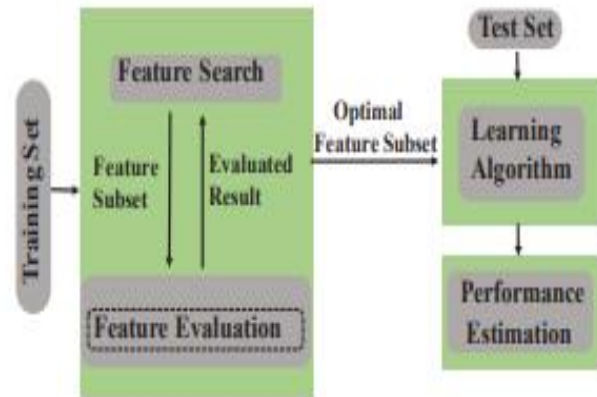 Training Set
Feature Search
Feature
Subset
Evaluated
Result
Feature Evaluation
Optimal
Feature Subset
Test Set
Learning
Algorithm
Performance
Estimation